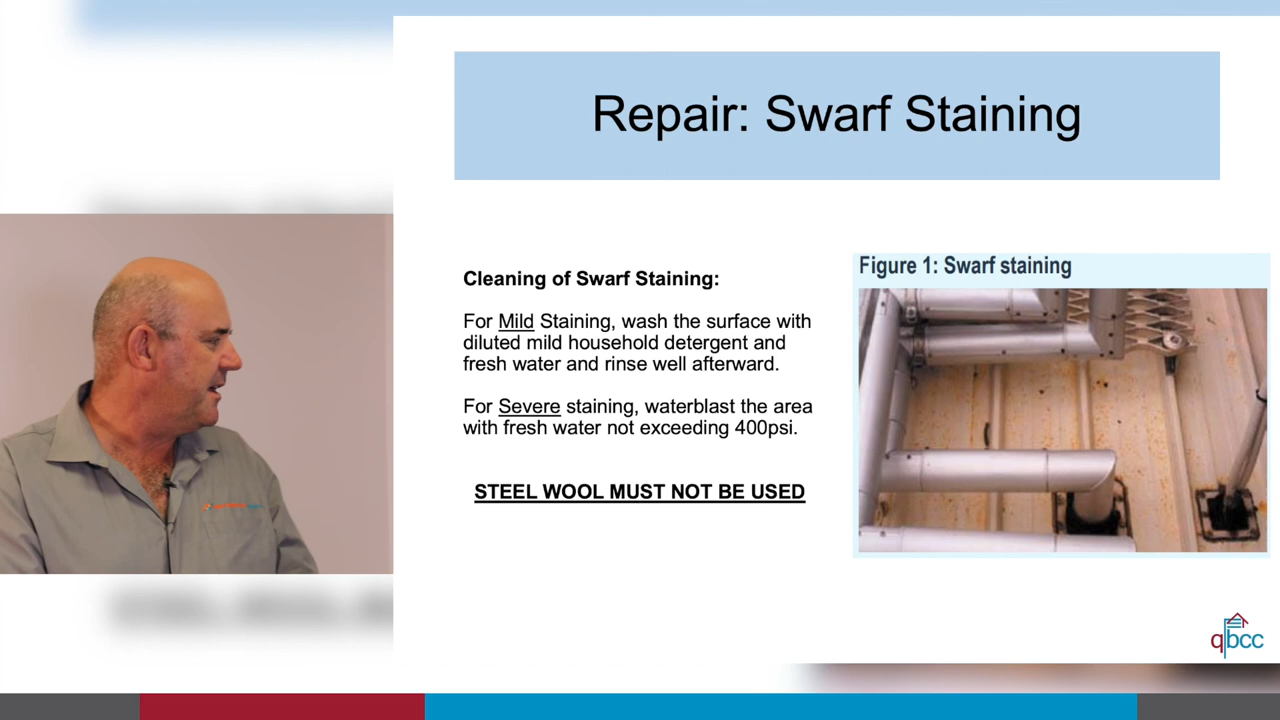 Repair: Swarf Staining
Cleaning of Swarf Staining:
For Mild Staining, wash the surface with
diluted mild household detergent and
fresh water and rinse well afterward.
For Severe staining, waterblast the area
with fresh water not exceeding 400psi.
STEEL WOOL MUST NOT BE USED
Figure 1: Swarf staining
qbcc